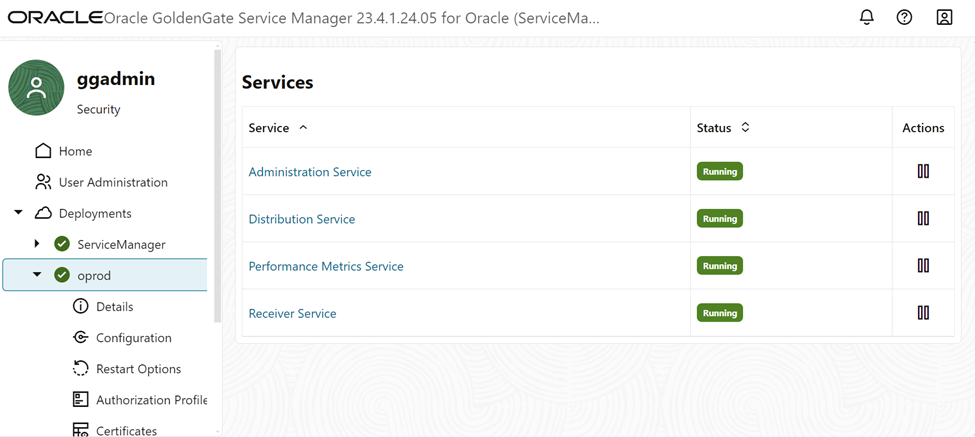 ORACLE Oracle GoldenGate Service Manager 23.4.1.24.05 for Oracle (ServiceMa...
ggadmin
Security
Home
User Administration
Deployments
ServiceManager
oprod
Details
Configuration
Restart Options
Authorization Profile
Certificates
Services
Service Status Actions
Administration Service Running
Distribution Service Running
Performance Metrics Service Running
Receiver Service Running